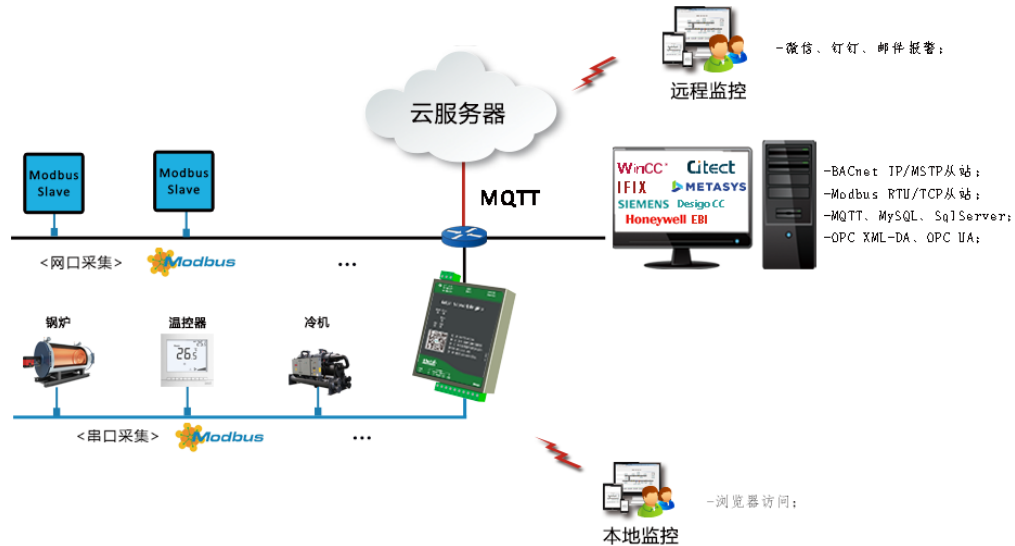 -微信、钉钉、邮件报警；
远程监控
云服务器
Modbus
Slave
Modbus
Slave
MQTT
WinCC
Citect
IFIX
METASYS
SIEMENS
Desigo CC
Honeywell EBI
-BACnet IP/MSTP从站；
-Modbus RTU/TCP从站；
-MQTT、MySQL、SqlServer；
-OPC XML-DA、OPC UA；
<网口采集>
Modbus
...
锅炉
温控器
冷机
26.5
<串口采集>
Modbus
...
-浏览器访问；
本地监控